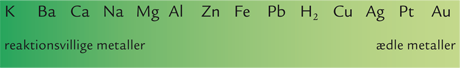 K Ba Ca Na Mg Al Zn Fe Pb H₂ Cu Ag Pt Au
reaktionsvillige metaller ædle metaller